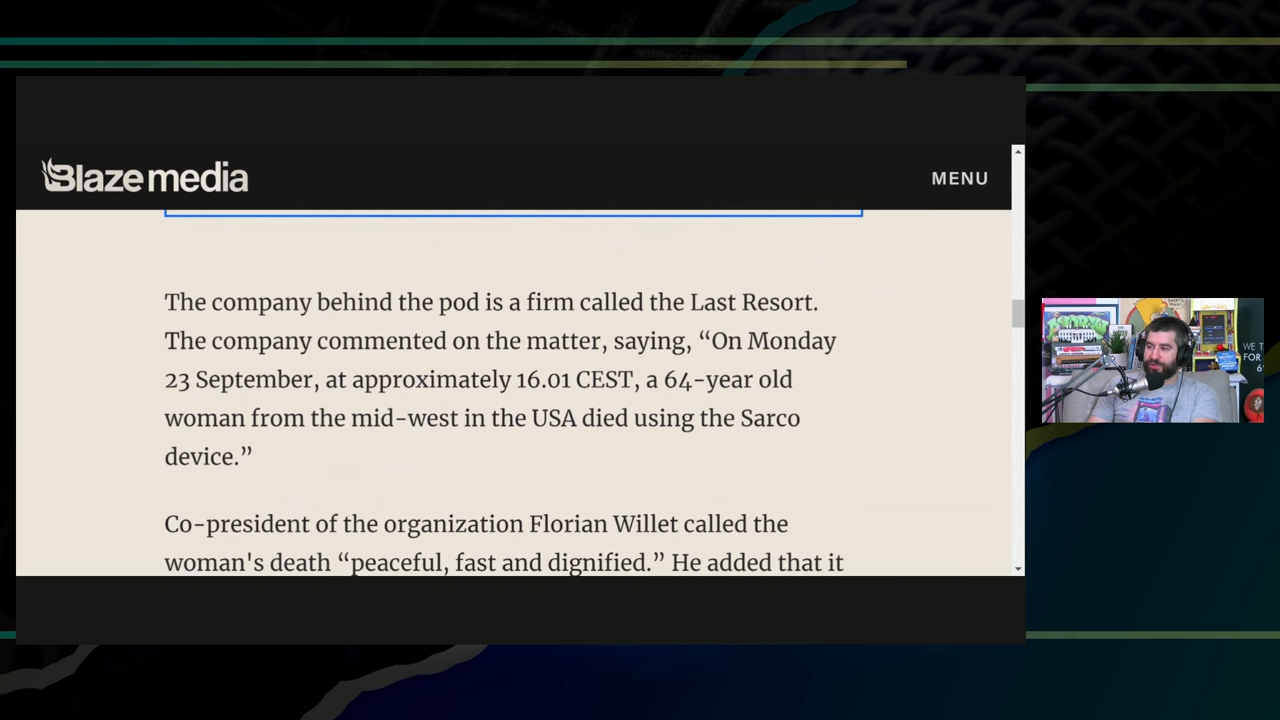 Blaze media
MENU
The company behind the pod is a firm called the Last Resort.
The company commented on the matter, saying, “On Monday
23 September, at approximately 16.01 CEST, a 64-year old
woman from the mid-west in the USA died using the Sarco
device.”
Co-president of the organization Florian Willet called the
woman's death “peaceful, fast and dignified.” He added that it
WE T
FOR